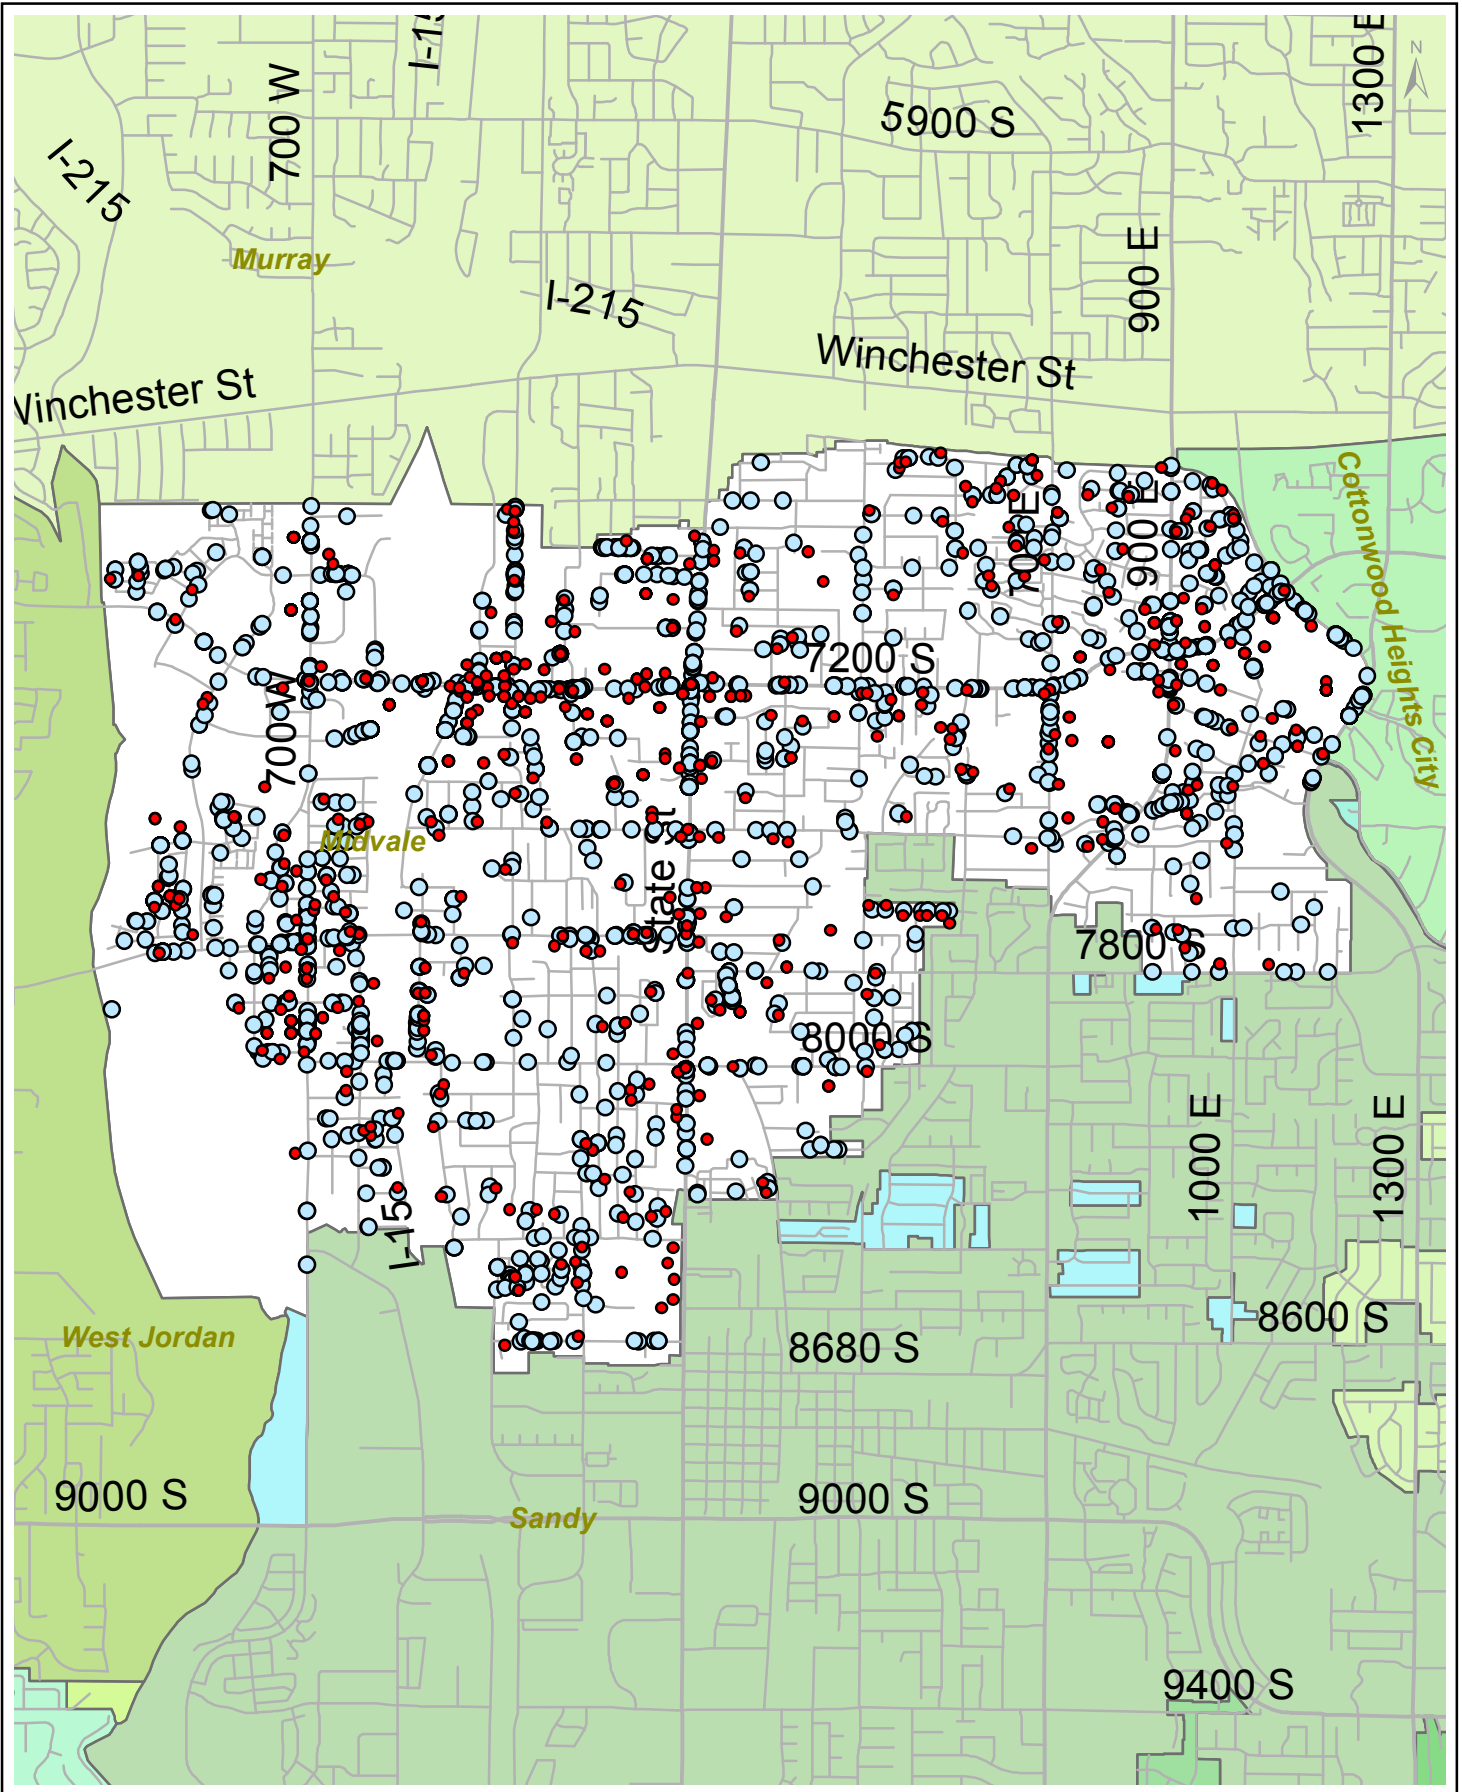 I-15
1300 E
N
700 W
5900 S
I-215
Murray
900 E
I-215
Winchester St
Winchester St
Cottonwood Heights City
700 E
900 E
7200 S
700 W
Midvale
State St
7800 S
8000 S
1000 E
1300 E
I-15
8600 S
West Jordan
8680 S
9000 S
9000 S
Sandy
9400 S